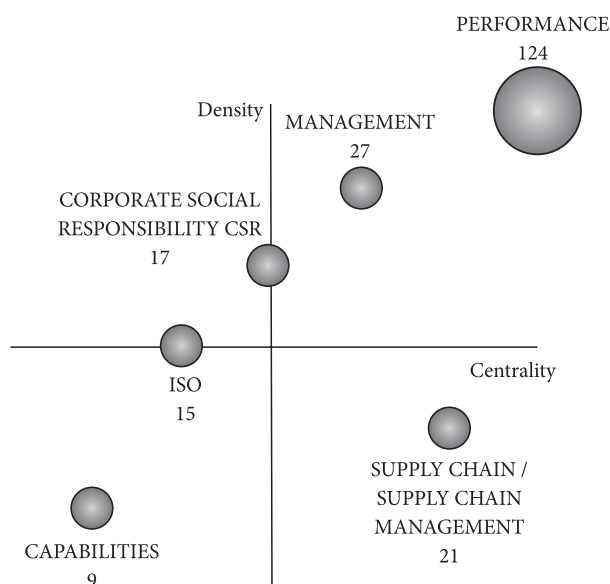 PERFORMANCE
124
Density
MANAGEMENT
27
CORPORATE SOCIAL
RESPONSIBILITY CSR
17
ISO
15
Centrality
SUPPLY CHAIN /
SUPPLY CHAIN
MANAGEMENT
21
CAPABILITIES
9